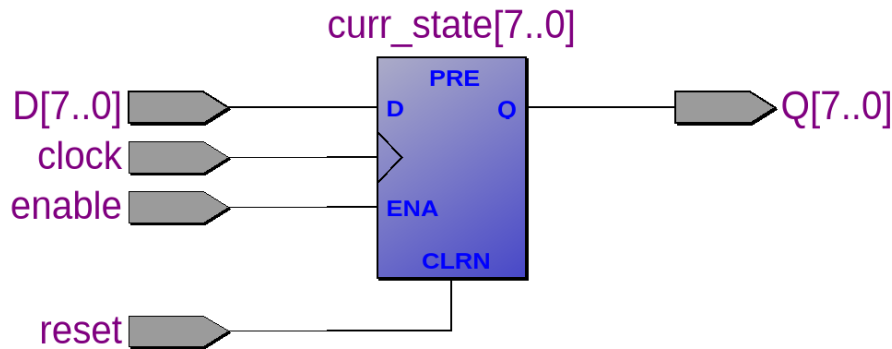 curr_state[7..0]
PRE
D[7..0]
D
Q
Q[7..0]
clock
enable
ENA
CLRN
reset